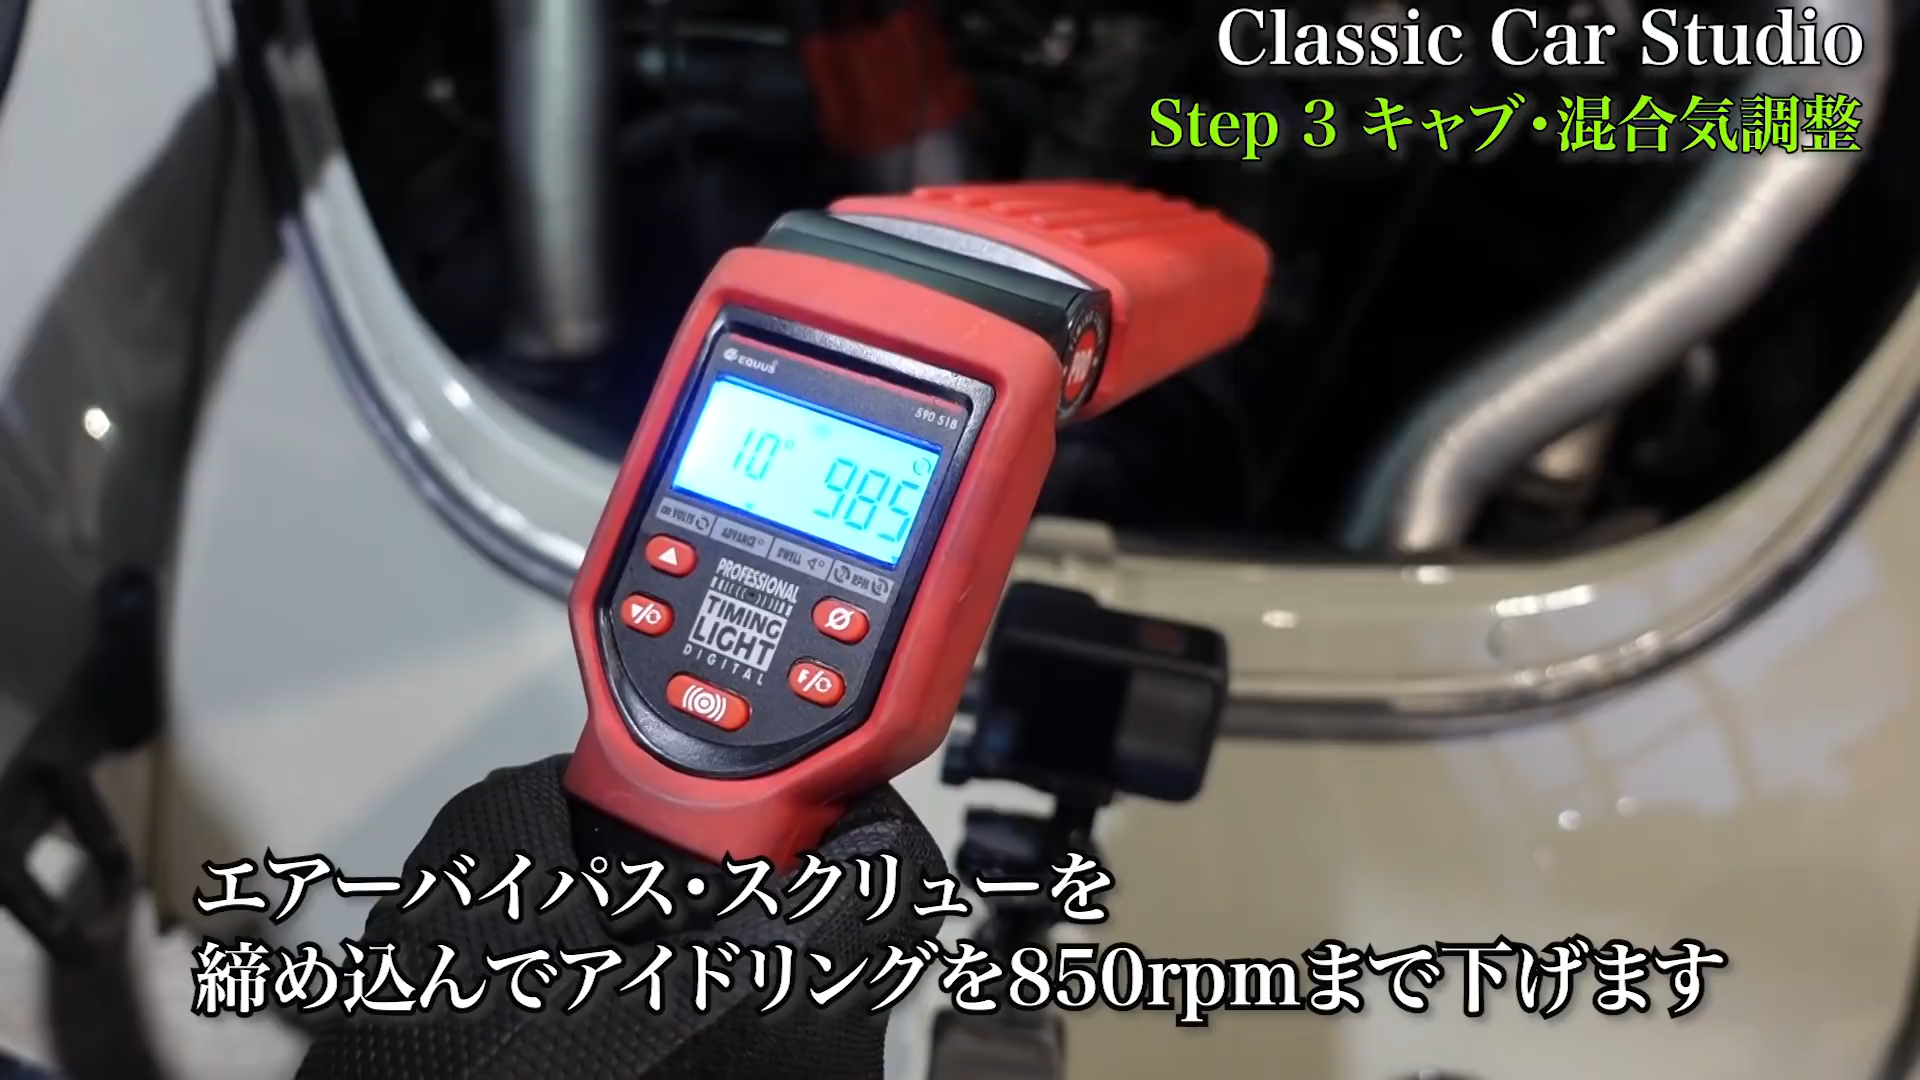 Classic Car Studio
Step 3 キャブ・混合気調整
EQUUS
590 518
10° 985
VOLTS ADVANCE° DWELL RPM
PROFESSIONAL
TIMING
LIGHT
DIGITAL
PRO
エアーバイパス・スクリューを
締め込んでアイドリングを850rpmまで下げます